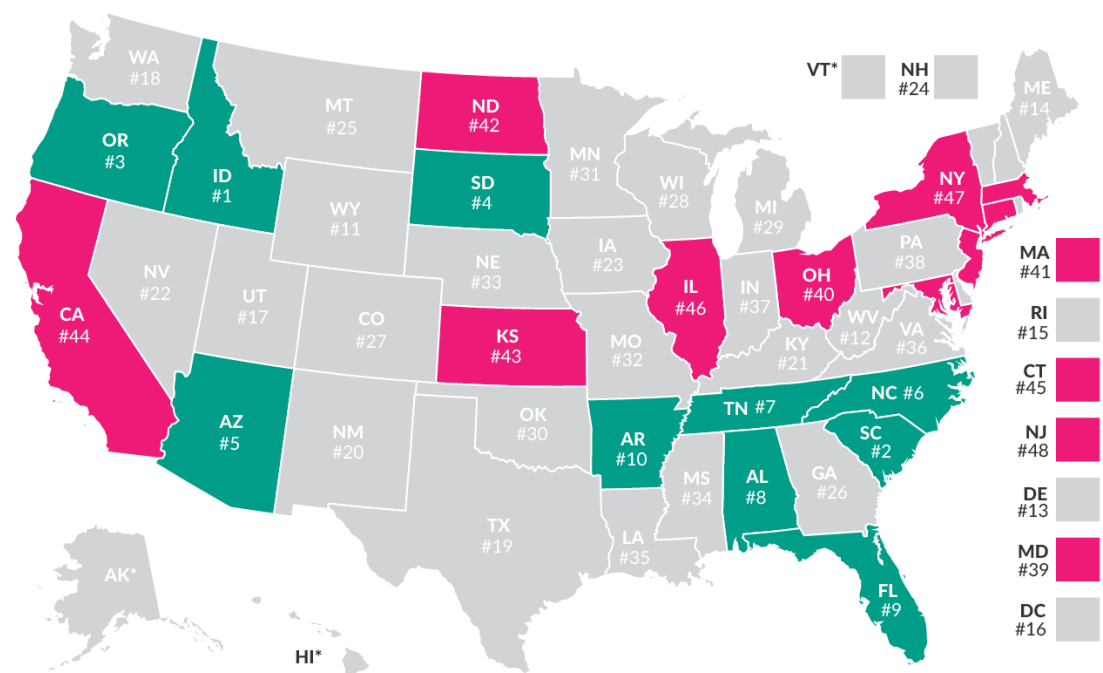 WA
#18
VT*
NH
#24
ME
#14
MT
#25
ND
#42
OR
#3
MN
#31
ID
#1
SD
#4
WI
#28
NY
#47
MI
#29
WY
#11
IA
#23
PA
#38
MA
#41
NE
#33
NV
#22
OH
#40
IL
#46
IN
#37
UT
#17
RI
#15
CA
#44
CO
#27
WV
#12
VA
#36
KS
#43
MO
#32
KY
#21
CT
#45
NC #6
TN #7
OK
#30
AZ
#5
NM
#20
AR
#10
SC
#2
NJ
#48
MS
#34
AL
#8
GA
#26
DE
#13
TX
#19
LA
#35
MD
#39
AK*
FL
#9
DC
#16
HI*